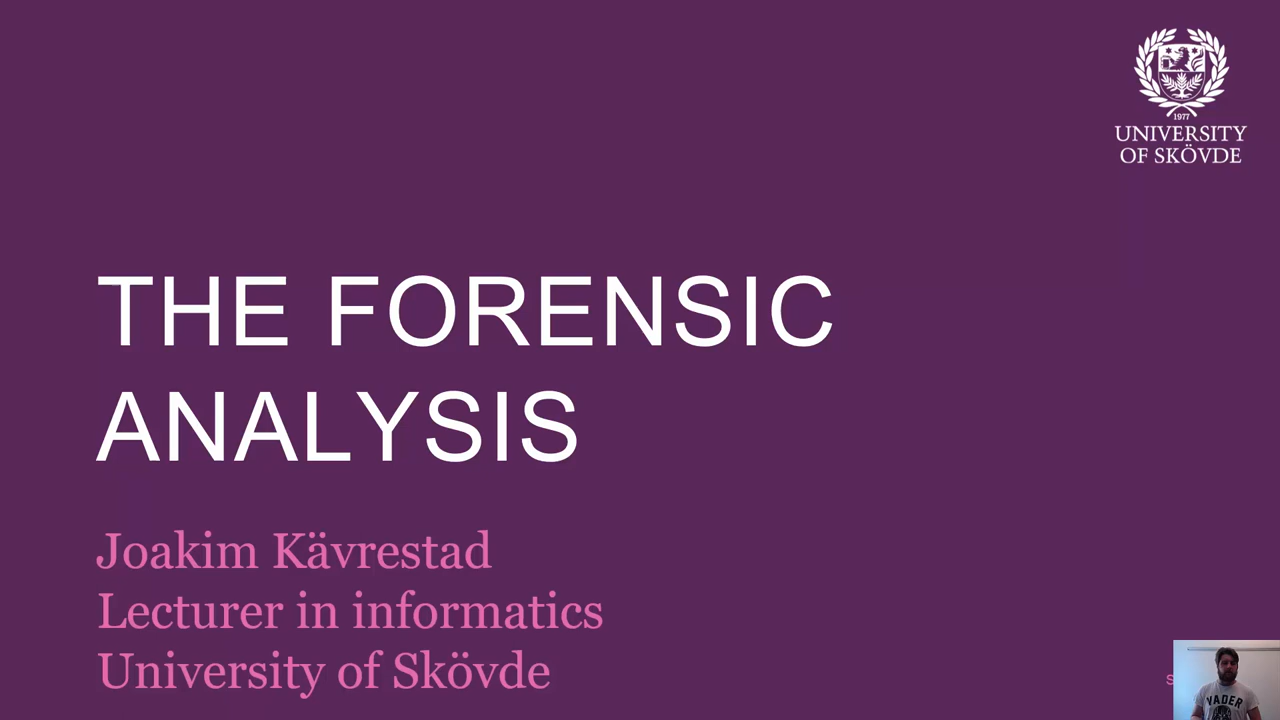 1977
UNIVERSITY
OF SKÖVDE
THE FORENSIC
ANALYSIS
Joakim Kävrestad
Lecturer in informatics
University of Skövde
VADER